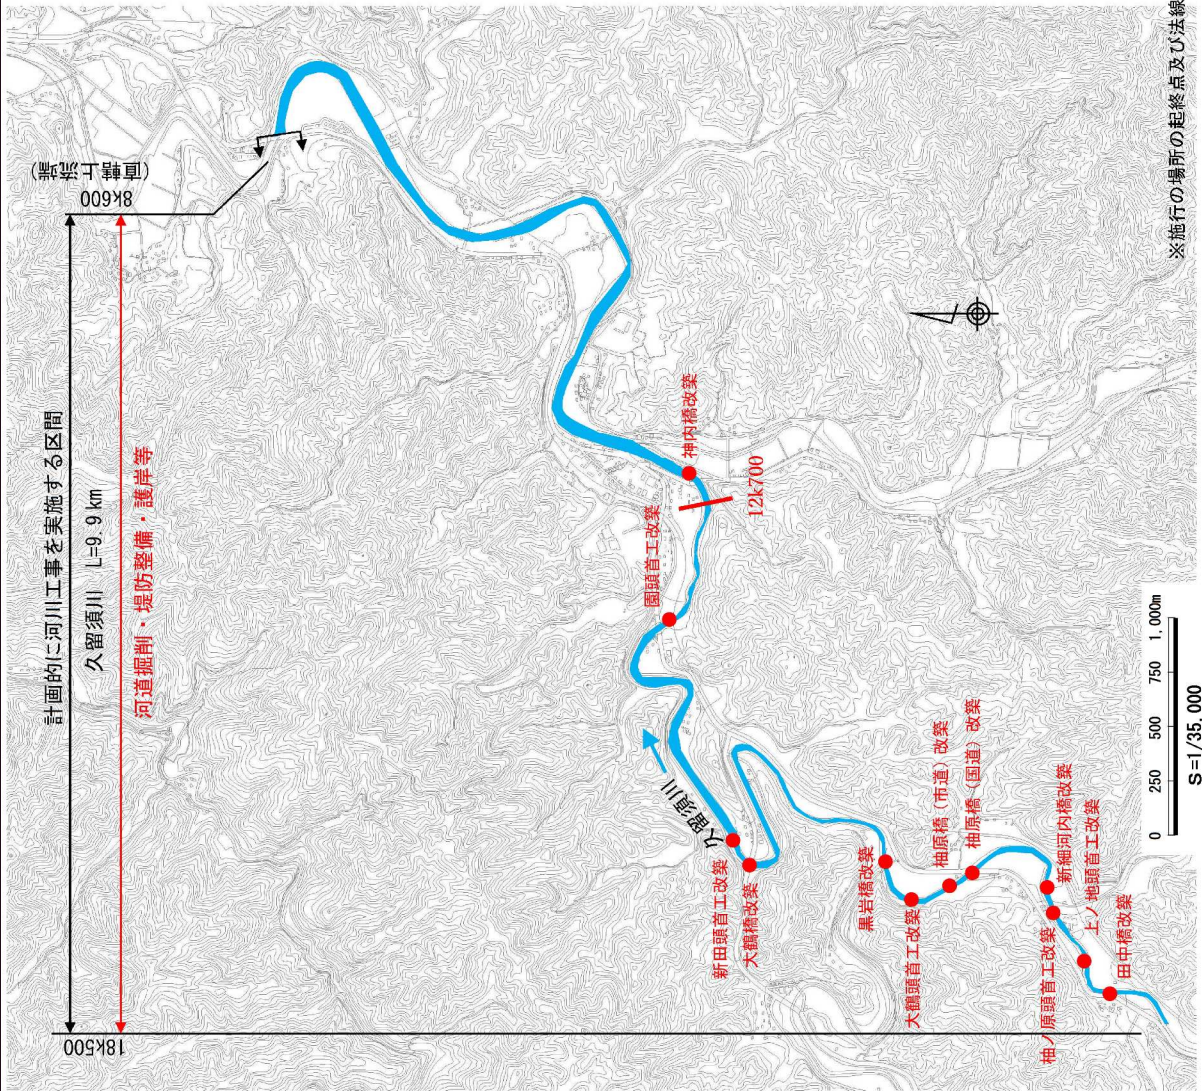 計画的に河川工事を実施する区間
久留須川 L=9.9km
河道掘削・堤防整備・護岸等
18k500
8k600
(直轄上流端)
神内橋改築
12k700
園頭首工改築
久留須川
新田頭首工改築
大鶴橋改築
黒岩橋改築
大鶴頭首工改築
柚原橋(市道)改築
柚原橋(国道)改築
新細河内橋改築
柚ノ原頭首工改築
上ノ地頭首工改築
田中橋改築
0 250 500 750 1,000m
S=1/35,000
※施行の場所の起終点及び法線